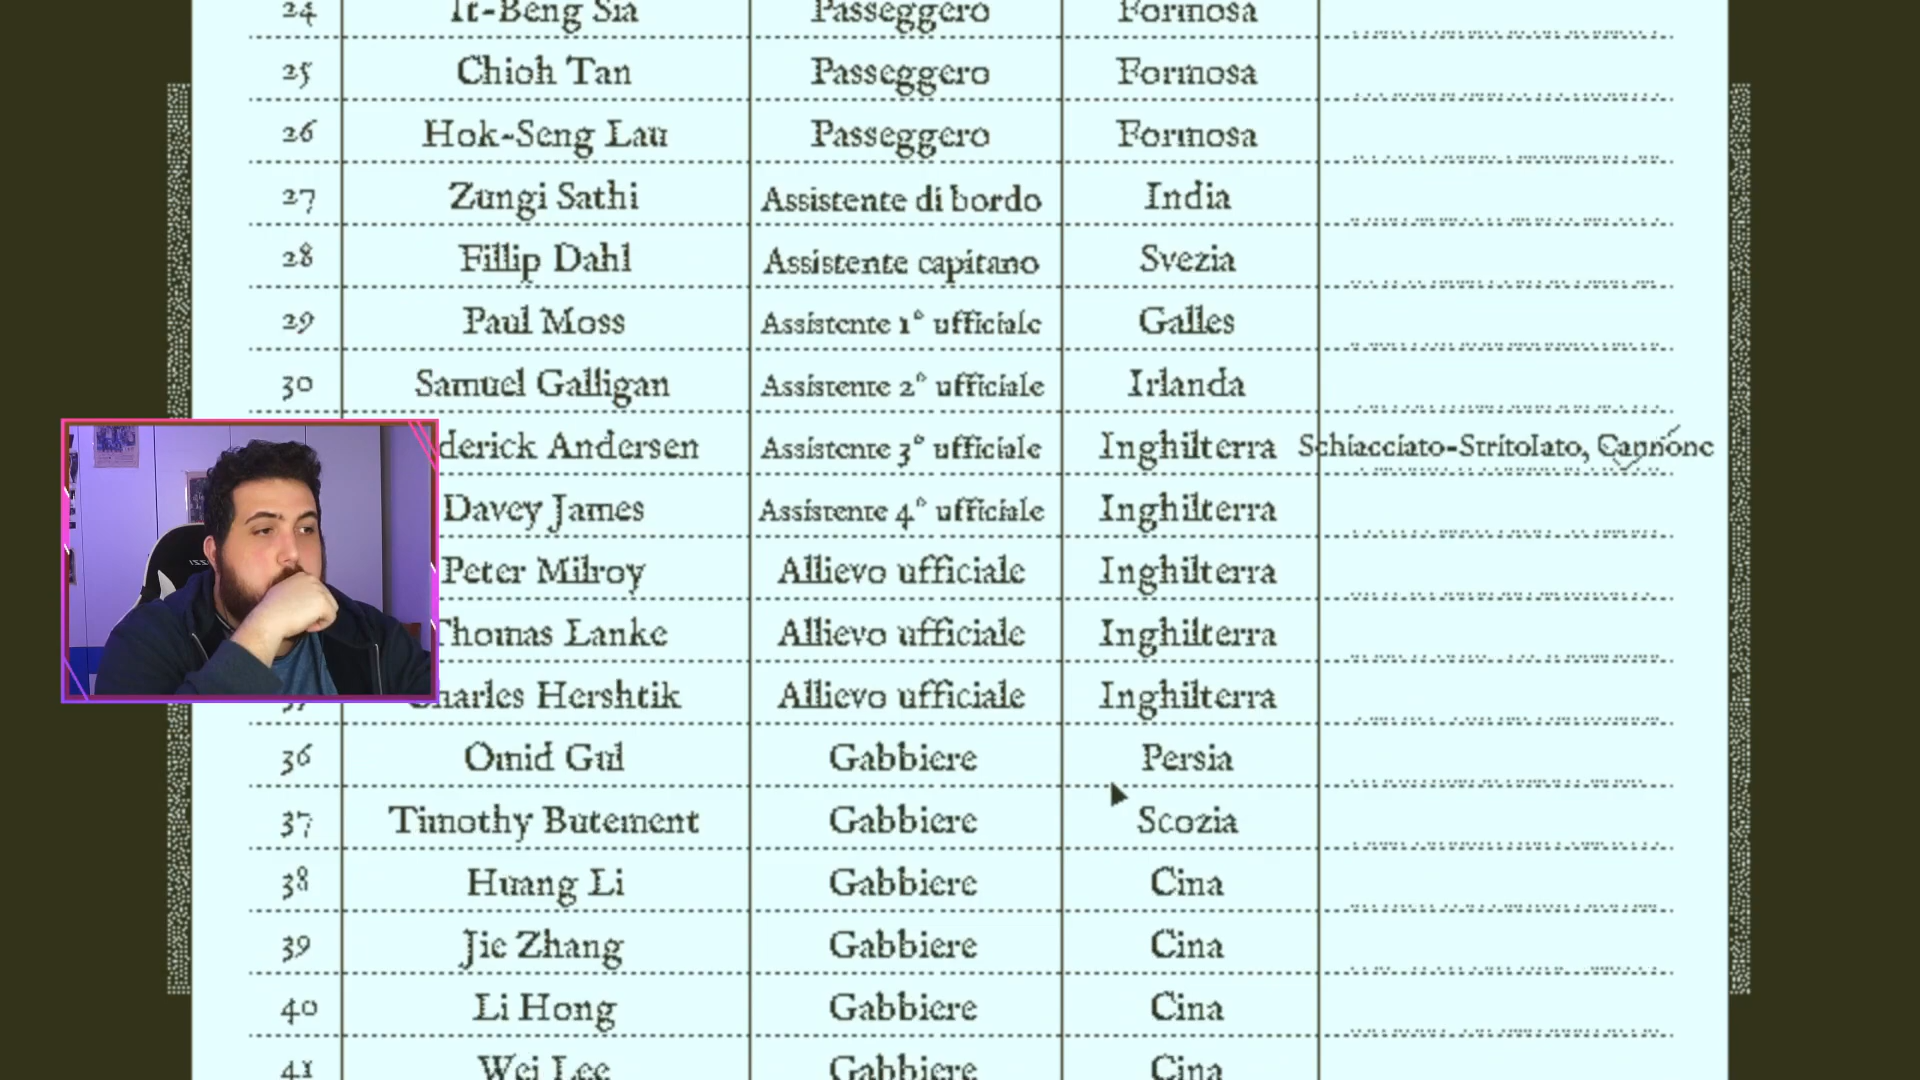 24 It-Beng Sia Passeggero Formosa
25 Chioh Tan Passeggero Formosa
26 Hok-Seng Lau Passeggero Formosa
27 Zungi Sathi Assistente di bordo India
28 Fillip Dahl Assistente capitano Svezia
29 Paul Moss Assistente 1° ufficiale Galles
30 Samuel Galligan Assistente 2° ufficiale Irlanda
derick Andersen Assistente 3° ufficiale Inghilterra Schiacciato-Stritolato, Cannone
Davey James Assistente 4° ufficiale Inghilterra
Peter Milroy Allievo ufficiale Inghilterra
Thomas Lanke Allievo ufficiale Inghilterra
Charles Hershtik Allievo ufficiale Inghilterra
36 Omid Gul Gabbiere Persia
37 Timothy Butement Gabbiere Scozia
38 Huang Li Gabbiere Cina
39 Jie Zhang Gabbiere Cina
40 Li Hong Gabbiere Cina
41 Wei Lee Gabbiere Cina